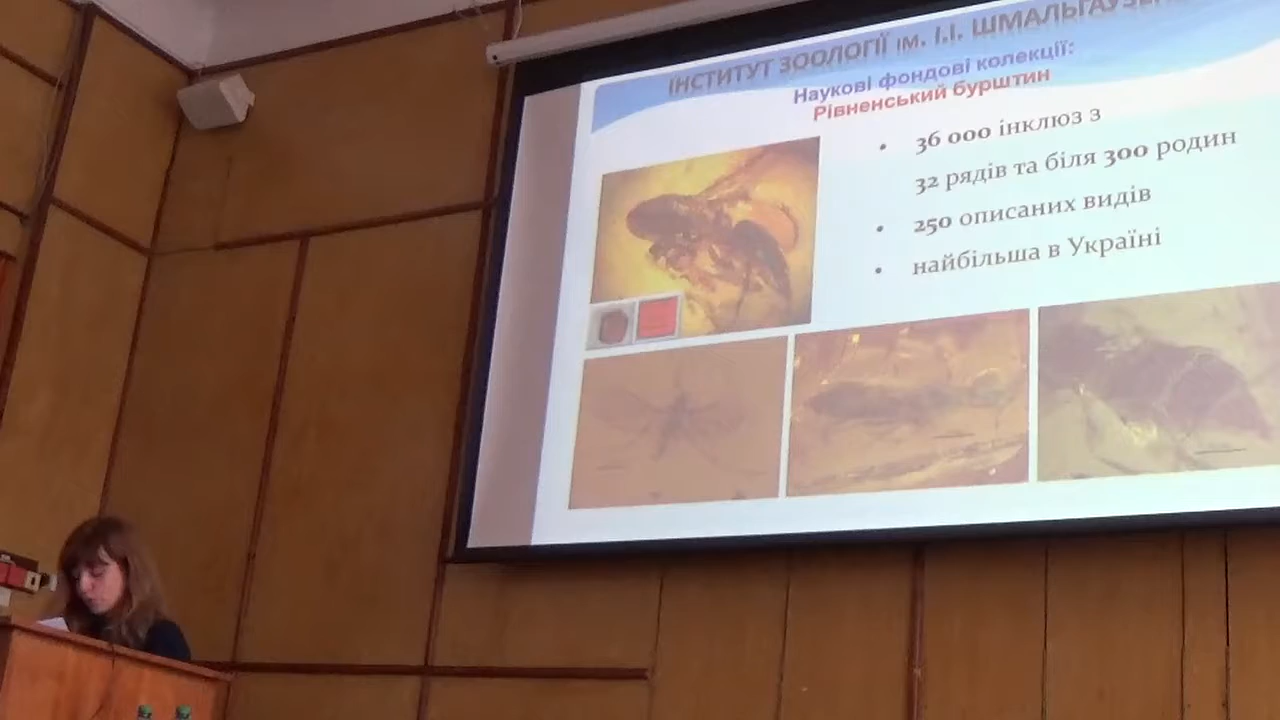 ІНСТИТУТ ЗООЛОГІЇ ІМ. І.І. ШМАЛЬГАУЗЕН
Наукові фондові колекції:
Рівненський бурштин
• 36 000 інклюз з
32 рядів та біля 300 родин
• 250 описаних видів
• найбільша в Україні